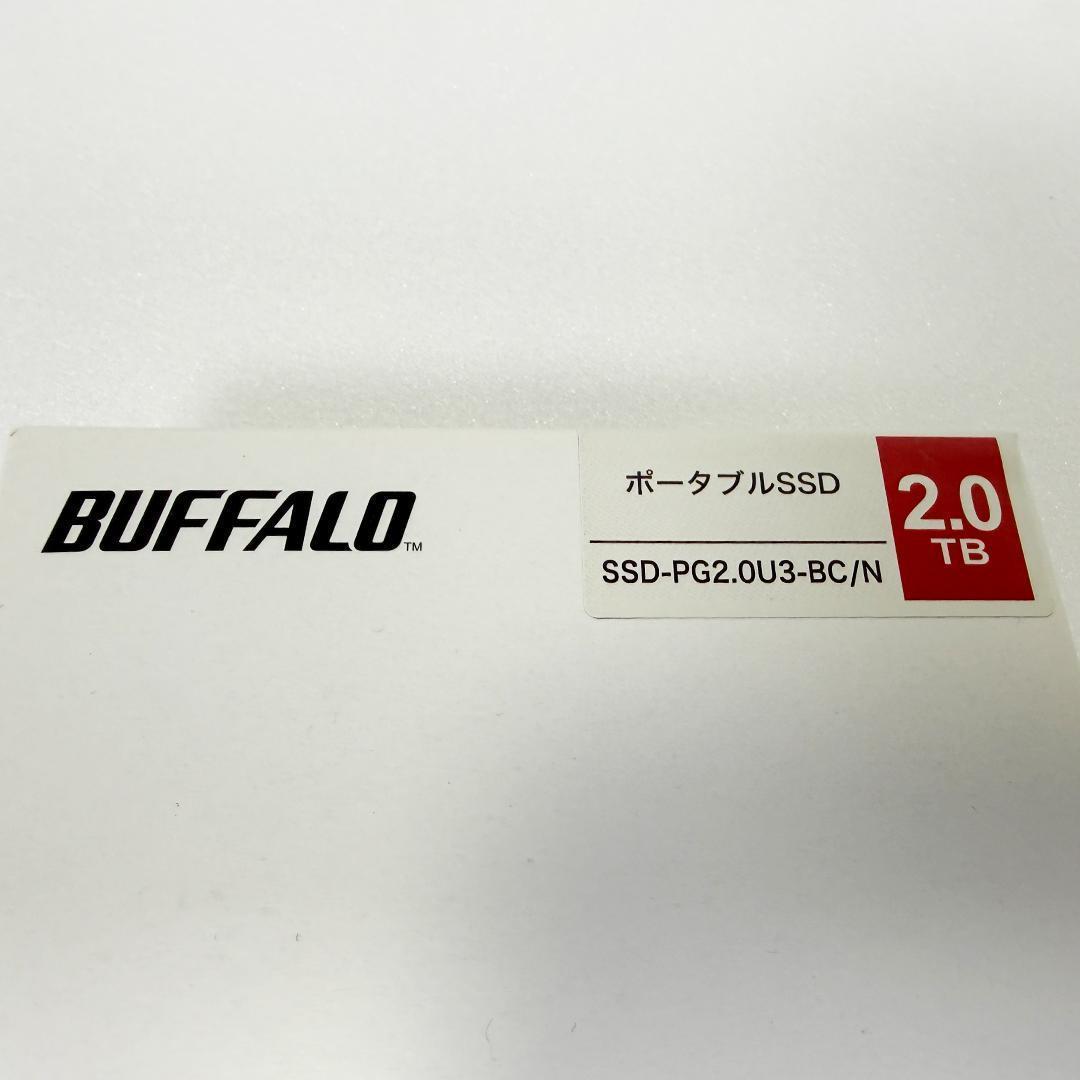 BUFFALO™
ポータブルSSD
SSD-PG2.0U3-BC/N
2.0
TB